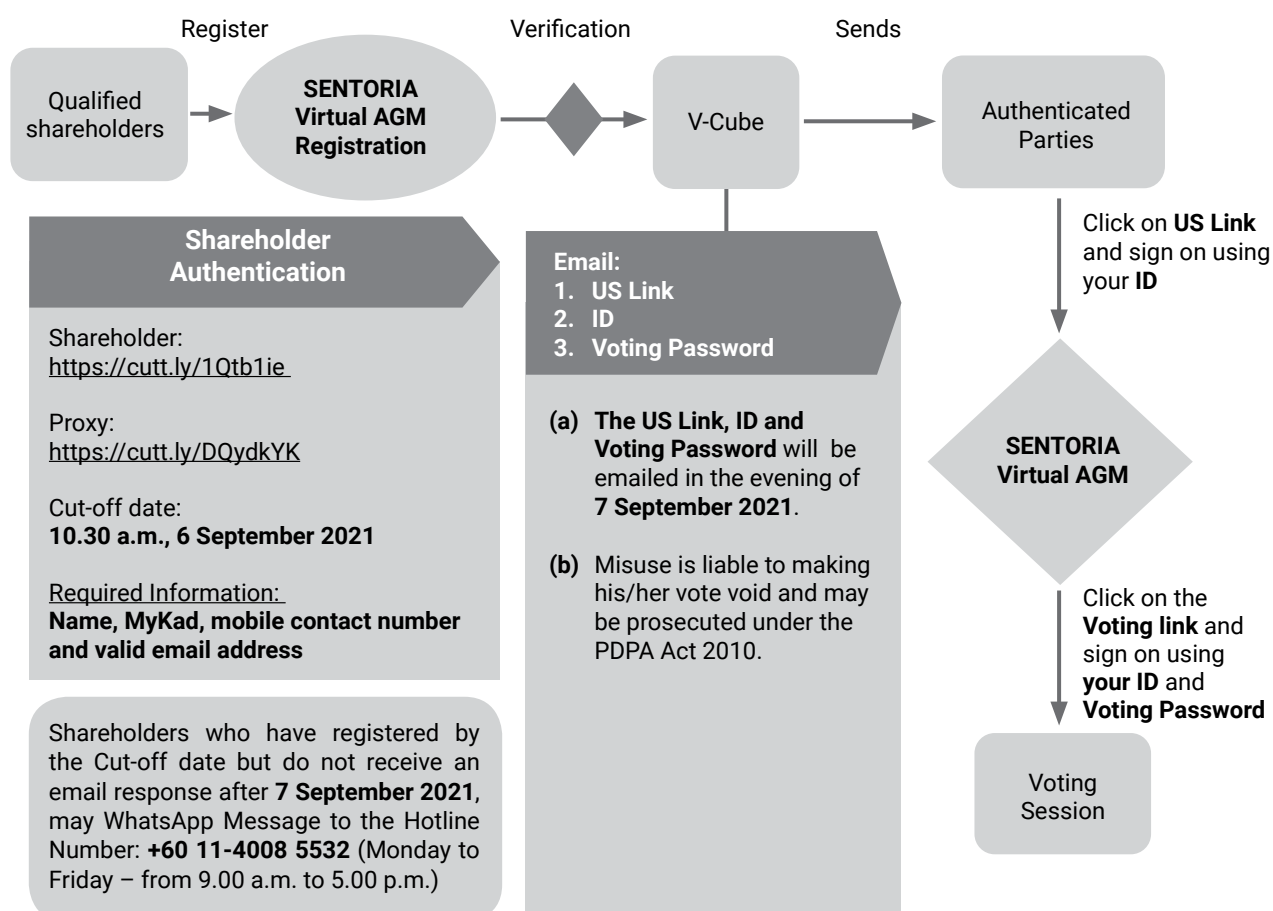 Register
Verification
Sends
Qualified
shareholders
SENTORIA
Virtual AGM
Registration
V-Cube
Authenticated
Parties
Shareholder
Authentication
Shareholder:
https://cutt.ly/1Qtb1ie
Proxy:
https://cutt.ly/DQydkYK
Cut-off date:
10.30 a.m., 6 September 2021
Required Information:
Name, MyKad, mobile contact number
and valid email address
Shareholders who have registered by
the Cut-off date but do not receive an
email response after 7 September 2021,
may WhatsApp Message to the Hotline
Number: +60 11-4008 5532 (Monday to
Friday – from 9.00 a.m. to 5.00 p.m.)
Email:
1. US Link
2. ID
3. Voting Password
(a) The US Link, ID and
Voting Password will be
emailed in the evening of
7 September 2021.
(b) Misuse is liable to making
his/her vote void and may
be prosecuted under the
PDPA Act 2010.
Click on US Link
and sign on using
your ID
SENTORIA
Virtual AGM
Click on the
Voting link and
sign on using
your ID and
Voting Password
Voting
Session